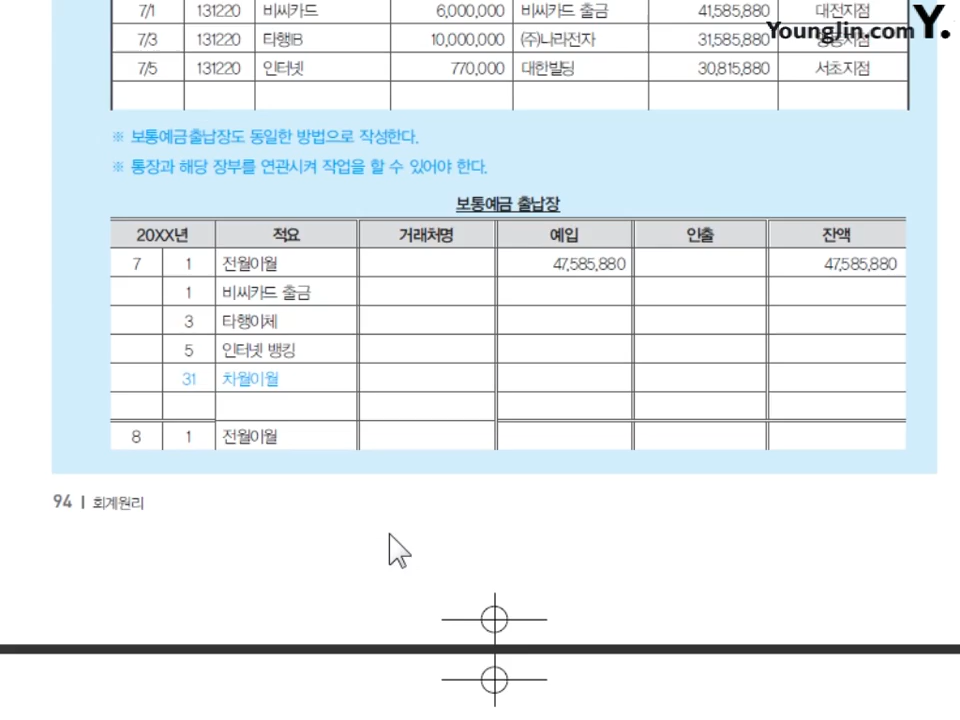 7/1 131220 비씨카드 6,000,000 비씨카드 출금 41,585,880 대전지점
YoungJin.com Y.
7/3 131220 타행IB 10,000,000 (주)나라전자 31,585,880
7/5 131220 인터넷 770,000 대한빌딩 30,815,880 서초지점
※ 보통예금출납장도 동일한 방법으로 작성한다.
※ 통장과 해당 장부를 연관시켜 작업을 할 수 있어야 한다.
보통예금 출납장
20XX년 적요 거래처명 예입 인출 잔액
7 1 전월이월 47,585,880 47,585,880
1 비씨카드 출금
3 타행이체
5 인터넷 뱅킹
31 차월이월
8 1 전월이월
94 | 회계원리